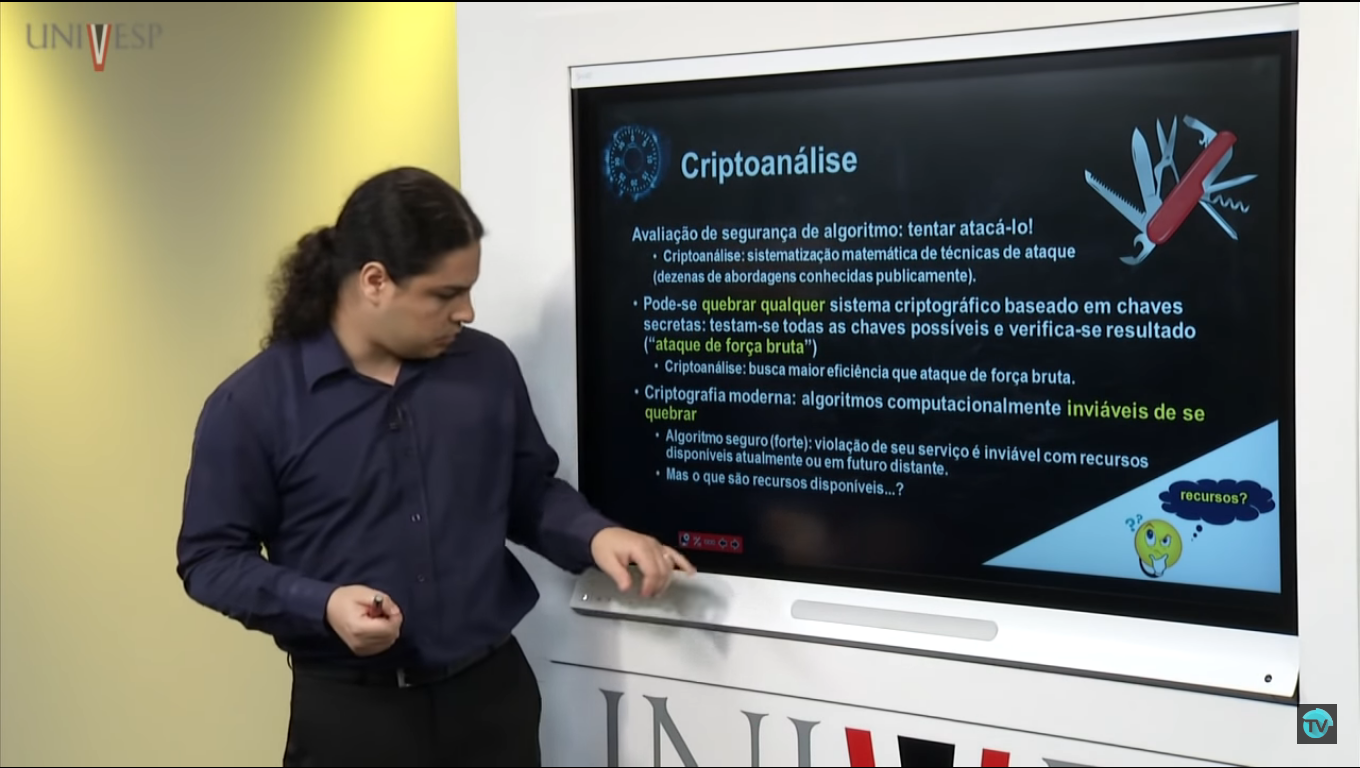 UNIVESP
Criptoanálise
Avaliação de segurança de algoritmo: tentar atacá-lo!
• Criptoanálise: sistematização matemática de técnicas de ataque
(dezenas de abordagens conhecidas publicamente).
• Pode-se quebrar qualquer sistema criptográfico baseado em chaves
secretas: testam-se todas as chaves possíveis e verifica-se resultado
(“ataque de força bruta”)
• Criptoanálise: busca maior eficiência que ataque de força bruta.
• Criptografia moderna: algoritmos computacionalmente inviáveis de se
quebrar
• Algoritmo seguro (forte): violação de seu serviço é inviável com recursos
disponíveis atualmente ou em futuro distante.
• Mas o que são recursos disponíveis...?
recursos?
??
TV